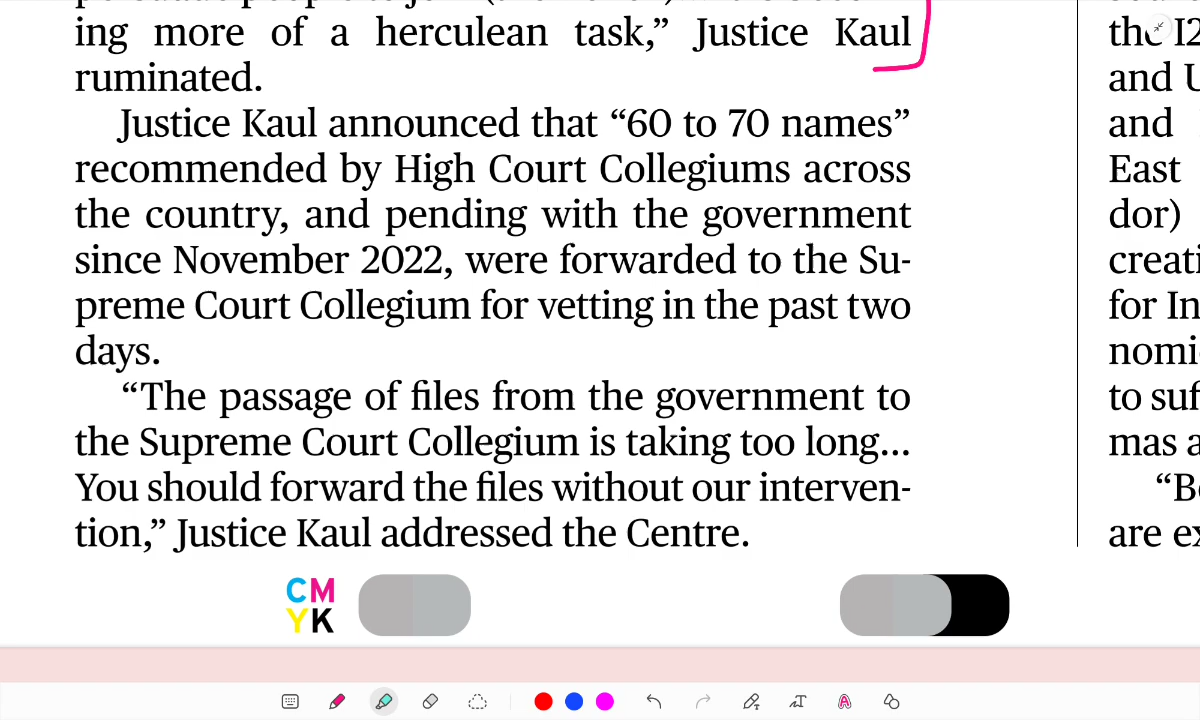 ing more of a herculean task,” Justice Kaul
ruminated.
Justice Kaul announced that “60 to 70 names”
recommended by High Court Collegiums across
the country, and pending with the government
since November 2022, were forwarded to the Su-
preme Court Collegium for vetting in the past two
days.
“The passage of files from the government to
the Supreme Court Collegium is taking too long...
You should forward the files without our interven-
tion,” Justice Kaul addressed the Centre.
CM
YK
and
and
East
dor)
creati
for In
nomi
to suf
mas a
“Be
are ex